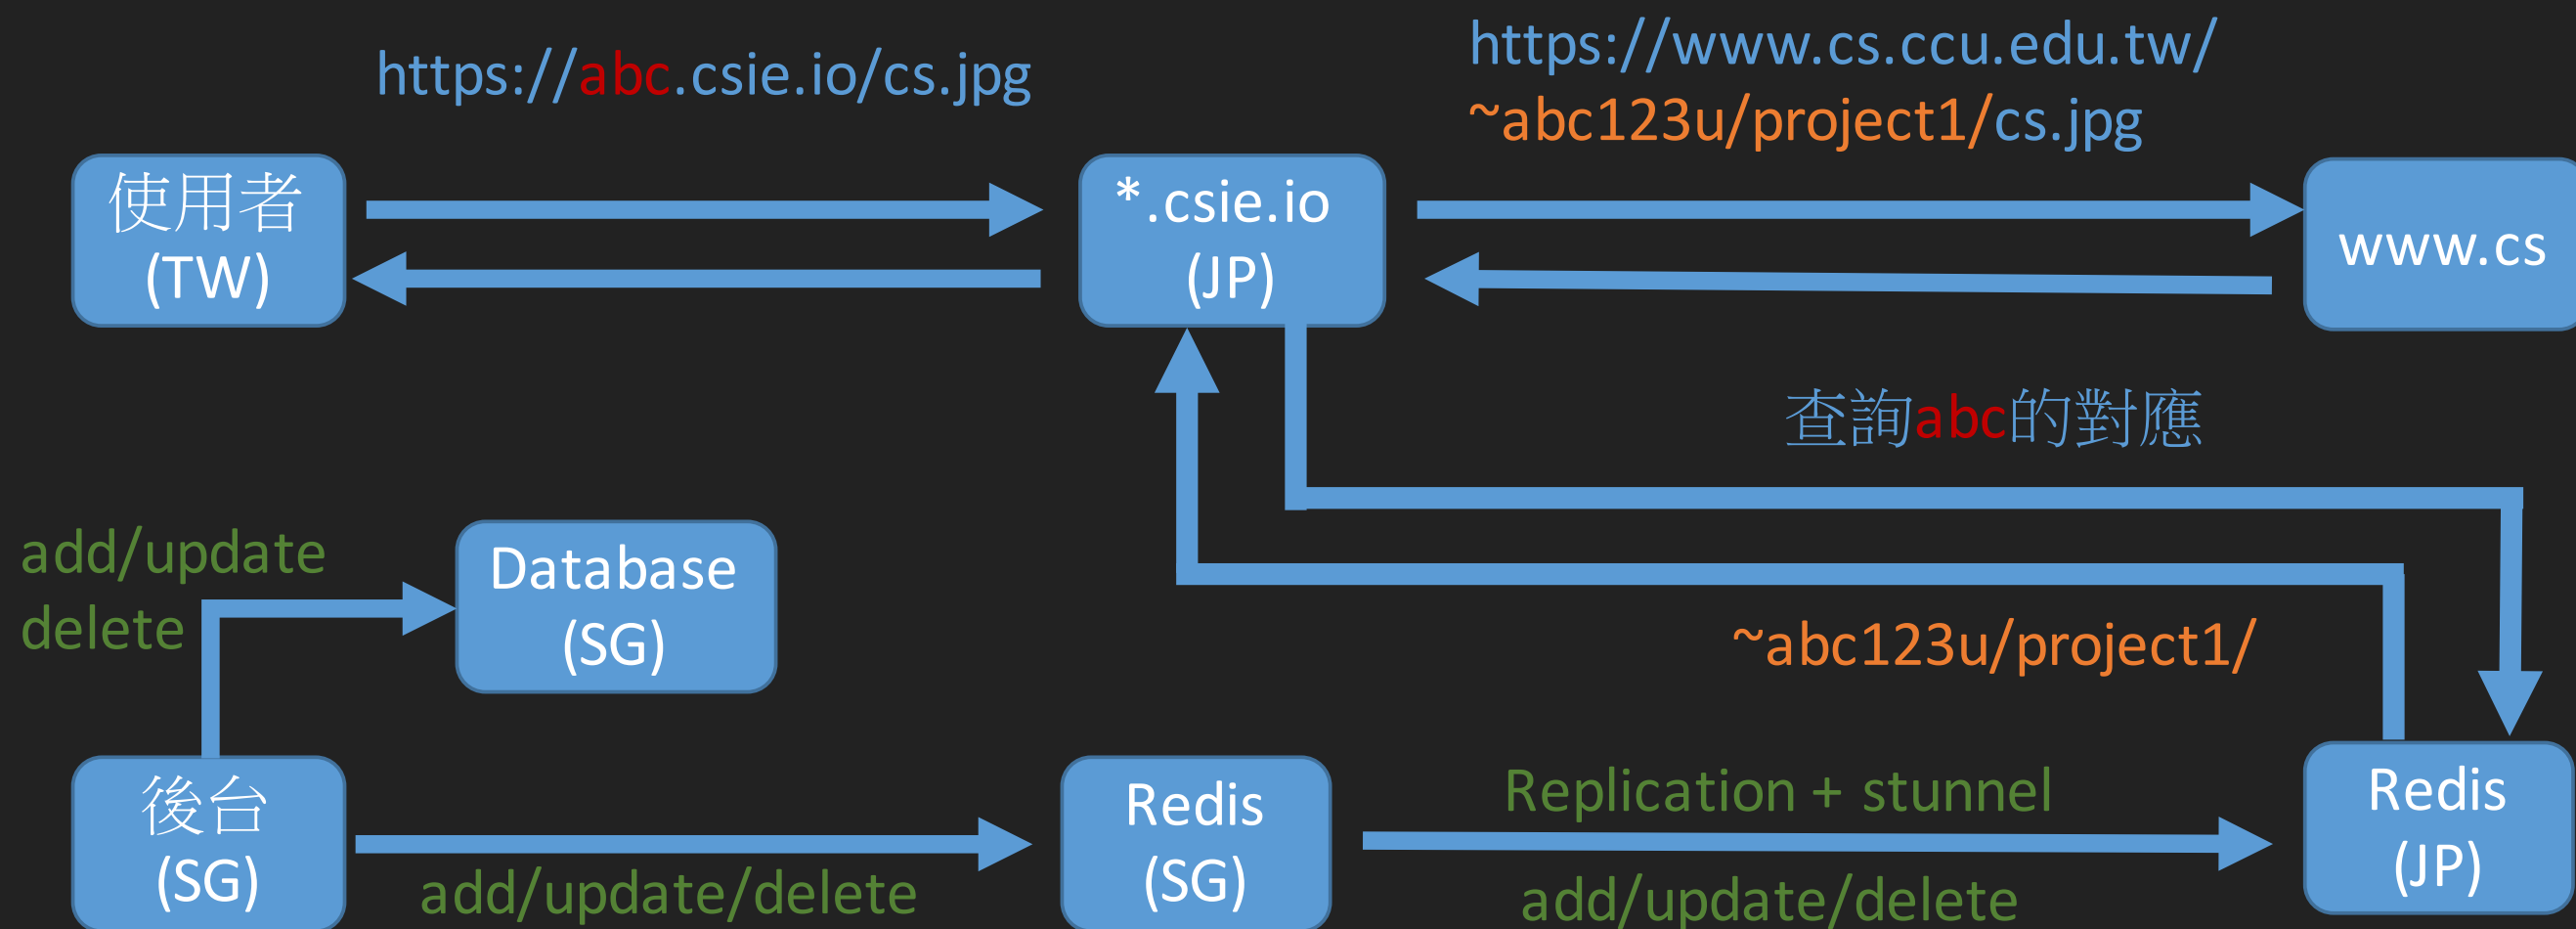 https://abc.csie.io/cs.jpg
https://www.cs.ccu.edu.tw/
~abc123u/project1/cs.jpg
使用者
(TW)
*.csie.io
(JP)
www.cs
查詢abc的對應
add/update
delete
Database
(SG)
~abc123u/project1/
後台
(SG)
add/update/delete
Redis
(SG)
Replication + stunnel
add/update/delete
Redis
(JP)